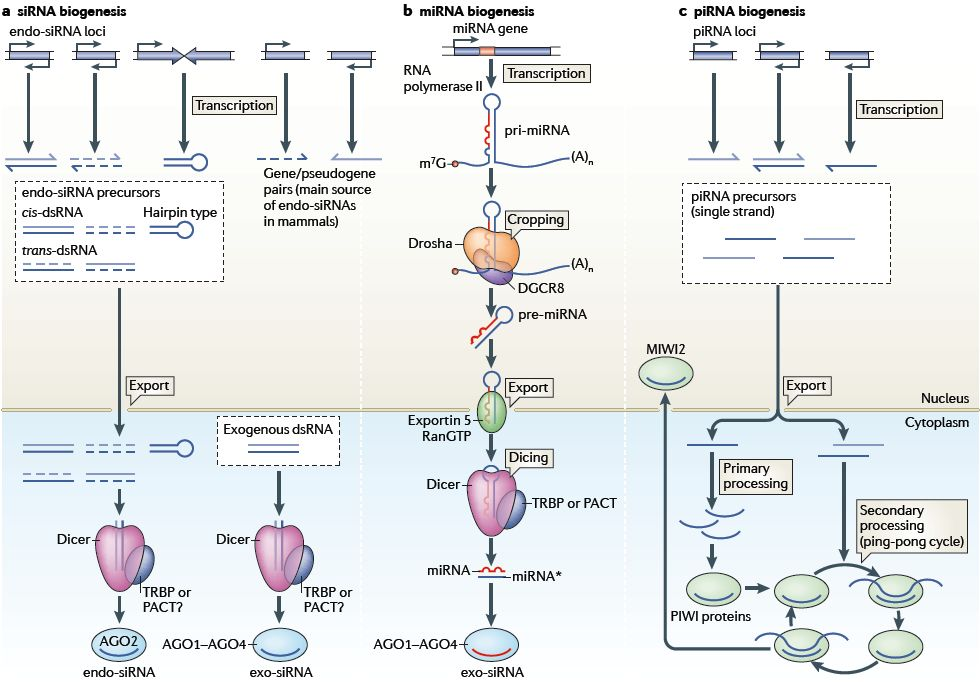 a siRNA biogenesis
endo-siRNA loci
Transcription
Gene/pseudogene
pairs (main source
of endo-siRNAs
in mammals)
endo-siRNA precursors
cis-dsRNA
Hairpin type
trans-dsRNA
Export
Exogenous dsRNA
Dicer
TRBP or
PACT?
Dicer
TRBP or
PACT?
AGO2
endo-siRNA
AGO1–AGO4
exo-siRNA
b miRNA biogenesis
miRNA gene
RNA
polymerase II
Transcription
pri-miRNA
m7G
(A)n
Cropping
Drosha
(A)n
DGCR8
pre-miRNA
Export
Exportin 5
RanGTP
Dicing
Dicer
TRBP or PACT
miRNA
miRNA*
AGO1–AGO4
exo-siRNA
c piRNA biogenesis
piRNA loci
Transcription
piRNA precursors
(single strand)
MIWI2
Export
Nucleus
Cytoplasm
Primary
processing
Secondary
processing
(ping-pong cycle)
PIWI proteins